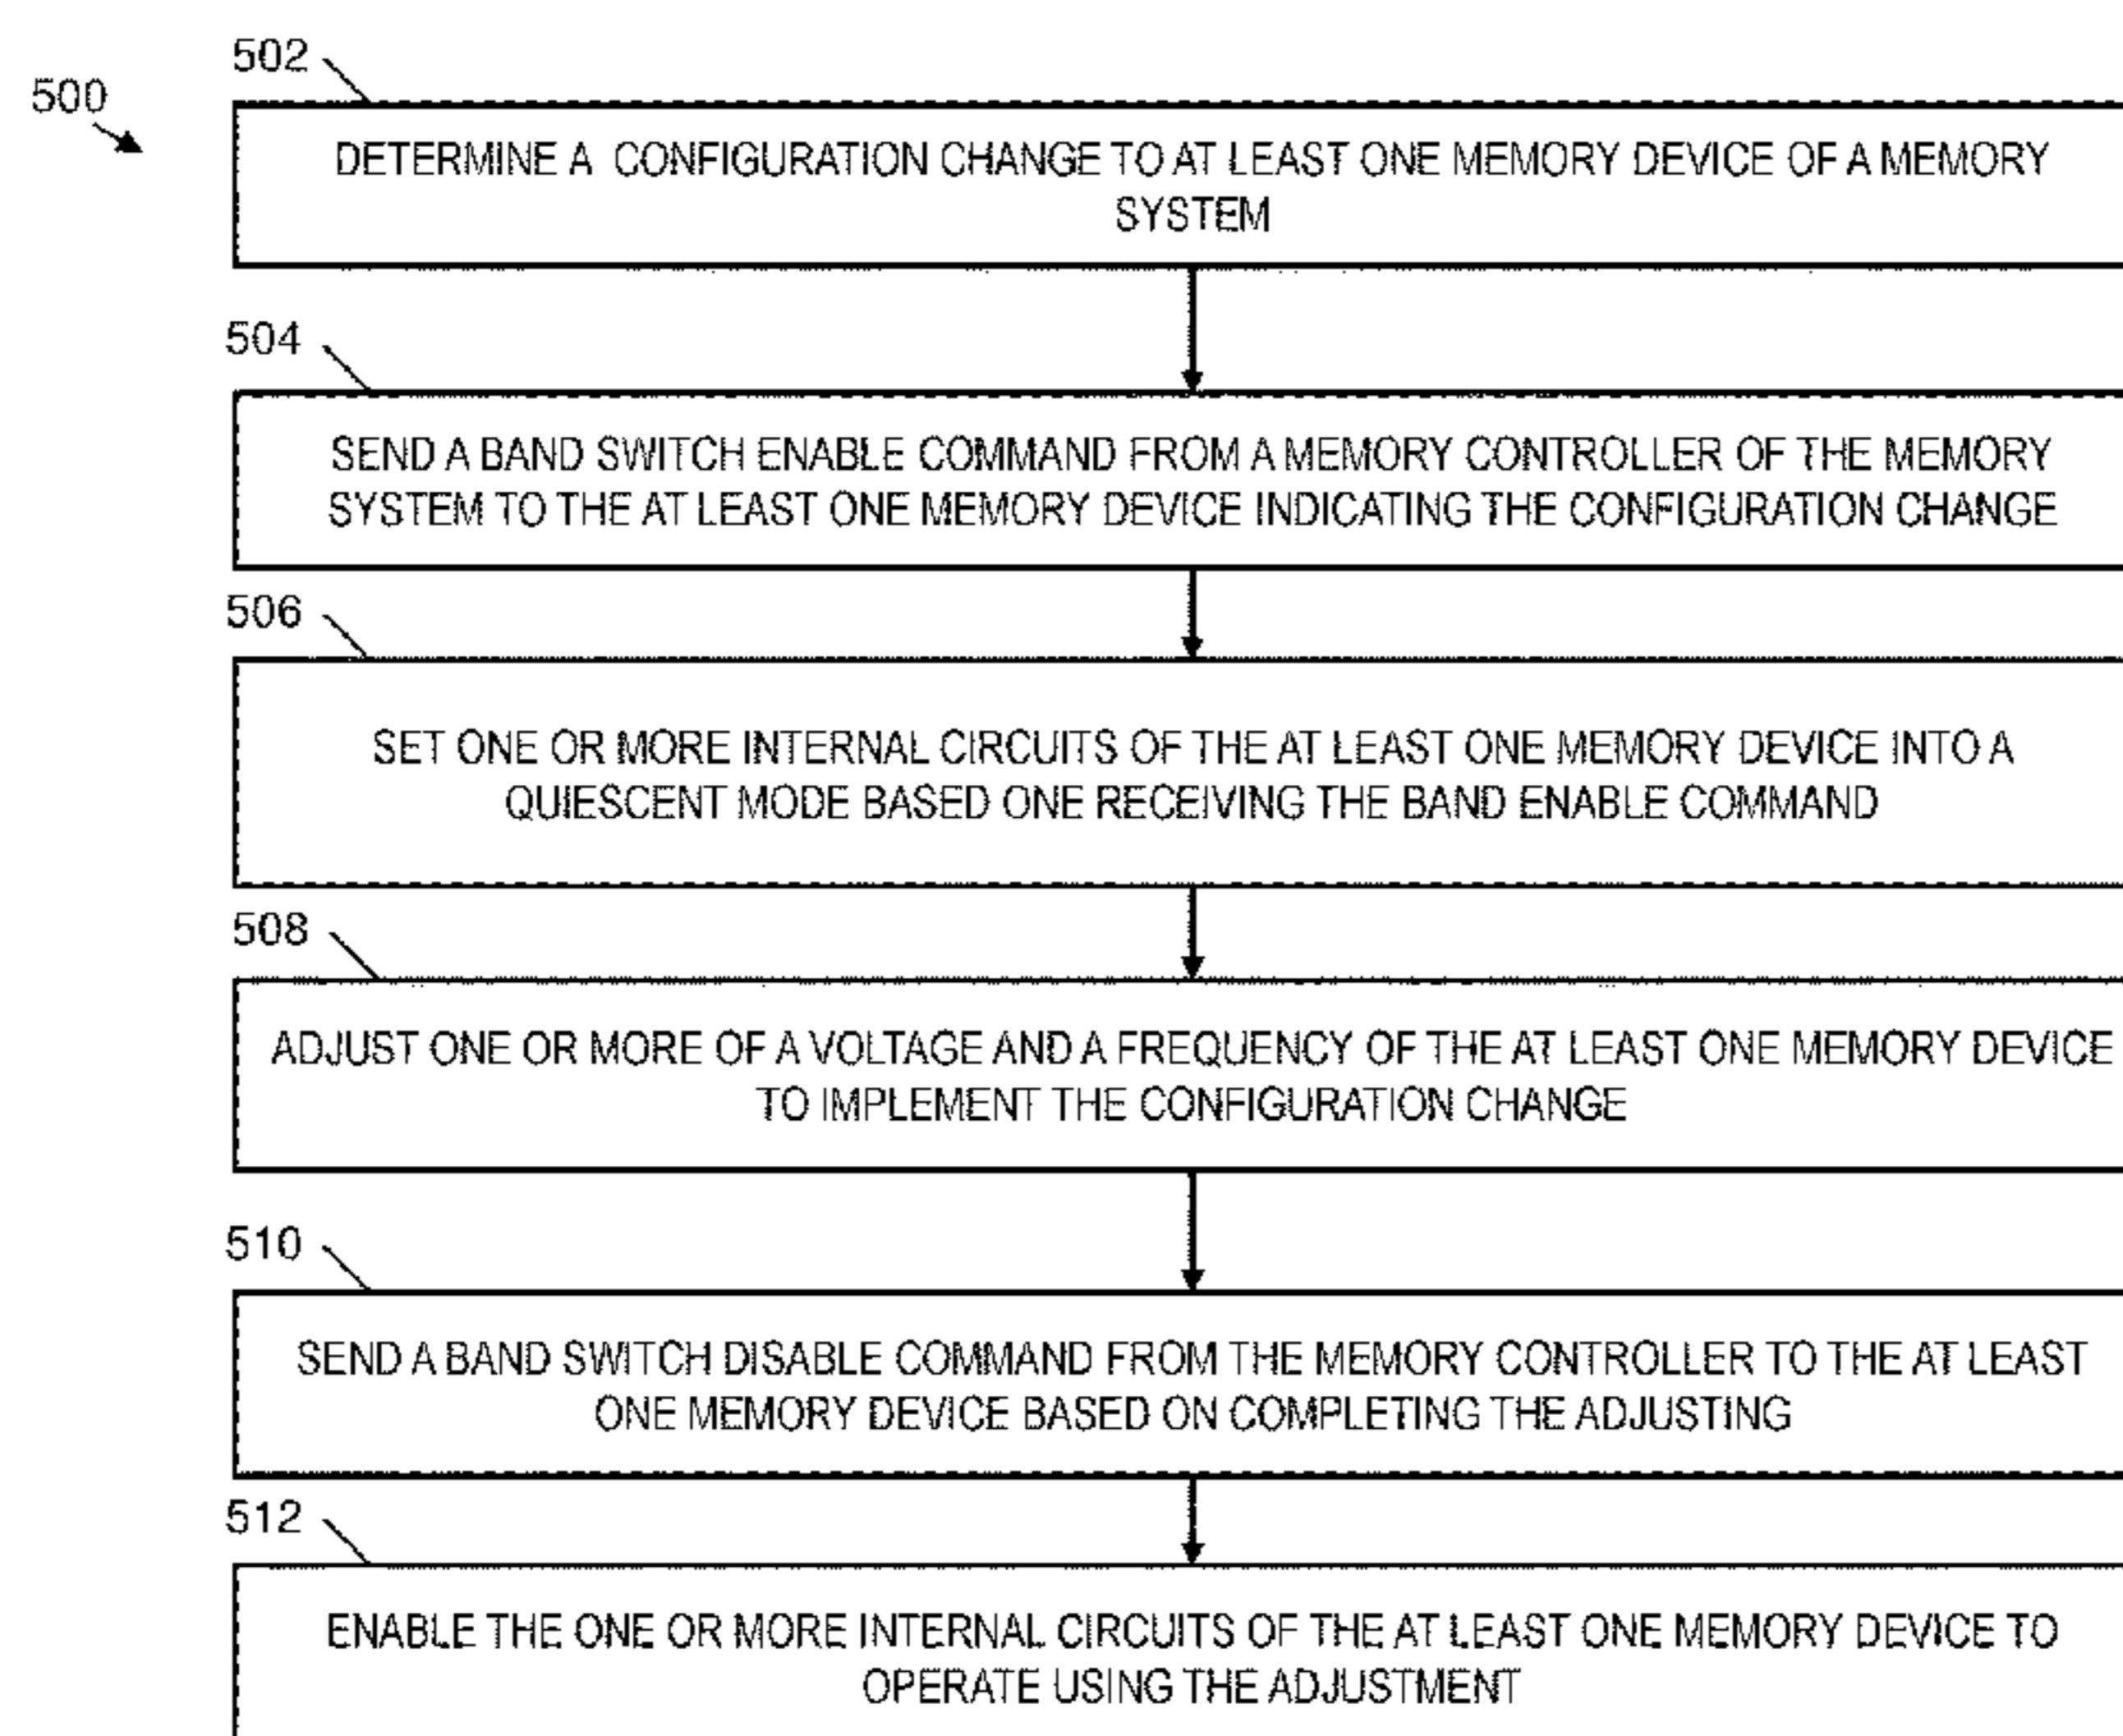 502
500
DETERMINE A CONFIGURATION CHANGE TO AT LEAST ONE MEMORY DEVICE OF A MEMORY
SYSTEM
504
SEND A BAND SWITCH ENABLE COMMAND FROM A MEMORY CONTROLLER OF THE MEMORY
SYSTEM TO THE AT LEAST ONE MEMORY DEVICE INDICATING THE CONFIGURATION CHANGE
506
SET ONE OR MORE INTERNAL CIRCUITS OF THE AT LEAST ONE MEMORY DEVICE INTO A
QUIESCENT MODE BASED ONE RECEIVING THE BAND ENABLE COMMAND
508
ADJUST ONE OR MORE OF A VOLTAGE AND A FREQUENCY OF THE AT LEAST ONE MEMORY DEVICE
TO IMPLEMENT THE CONFIGURATION CHANGE
510
SEND A BAND SWITCH DISABLE COMMAND FROM THE MEMORY CONTROLLER TO THE AT LEAST
ONE MEMORY DEVICE BASED ON COMPLETING THE ADJUSTING
512
ENABLE THE ONE OR MORE INTERNAL CIRCUITS OF THE AT LEAST ONE MEMORY DEVICE TO
OPERATE USING THE ADJUSTMENT